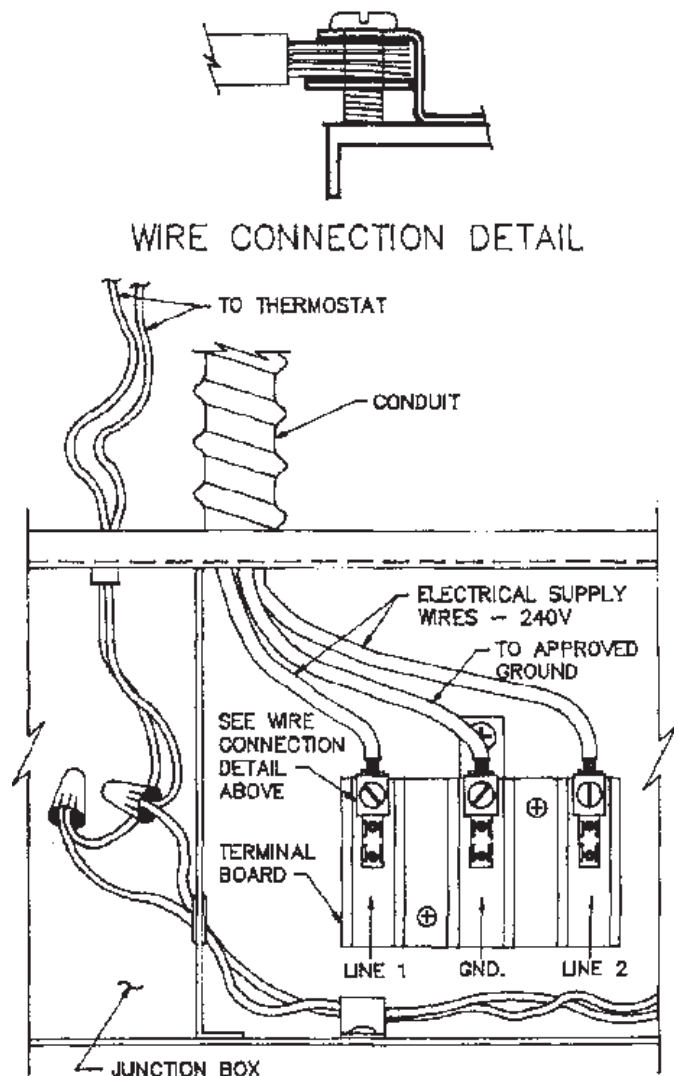 WIRE CONNECTION DETAIL
TO THERMOSTAT
CONDUIT
ELECTRICAL SUPPLY
WIRES – 240V
TO APPROVED
GROUND
SEE WIRE
CONNECTION
DETAIL
ABOVE
TERMINAL
BOARD
LINE 1
GND.
LINE 2
JUNCTION BOX